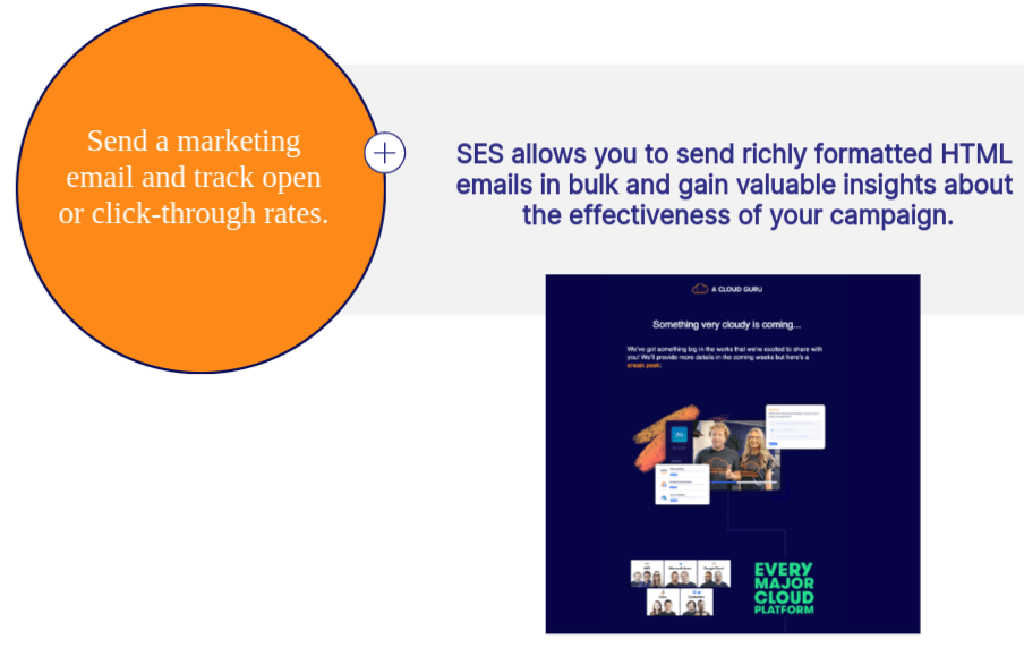 Send a marketing
email and track open
or click-through rates.
SES allows you to send richly formatted HTML
emails in bulk and gain valuable insights about
the effectiveness of your campaign.
A CLOUD GURU
Something very cloudy is coming...
We've got something big in the works that we're excited to share with
you! We'll provide more details in the coming weeks but here's a
sneak peek:
EVERY
MAJOR
CLOUD
PLATFORM